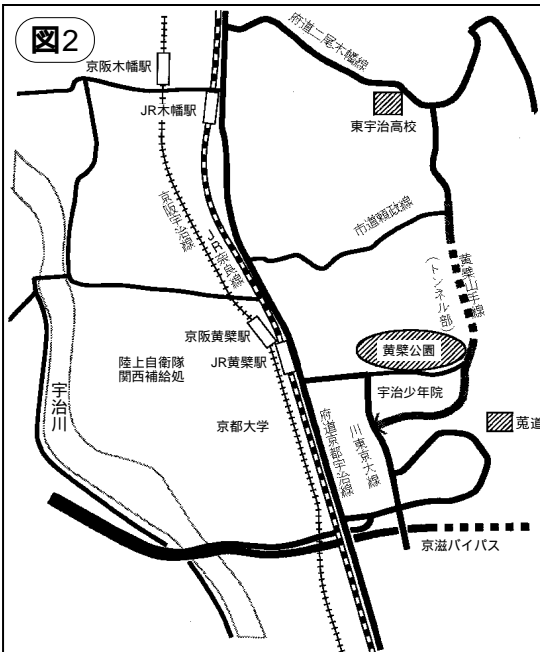 図2
府道二尾木幡線
京阪木幡駅
JR木幡駅
東宇治高校
京阪宇治線
JR奈良線
市道頼政線
黄檗山手線
(トンネル部)
京阪黄檗駅
JR黄檗駅
黄檗公園
陸上自衛隊
関西補給処
宇治少年院
宇治川
京都大学
府道京都宇治線
川東京大線
莵道
京滋バイパス